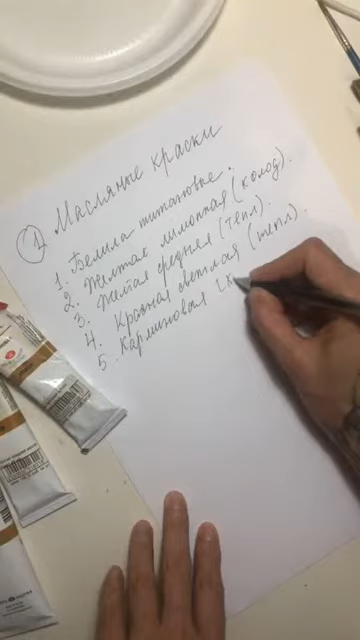 ① Масляные краски
1. Белила титановые.
2. Желтая лимонная (холод).
3. Желтая средняя (тепл).
4. Красная светлая (тепл).
5. Карминовая (х